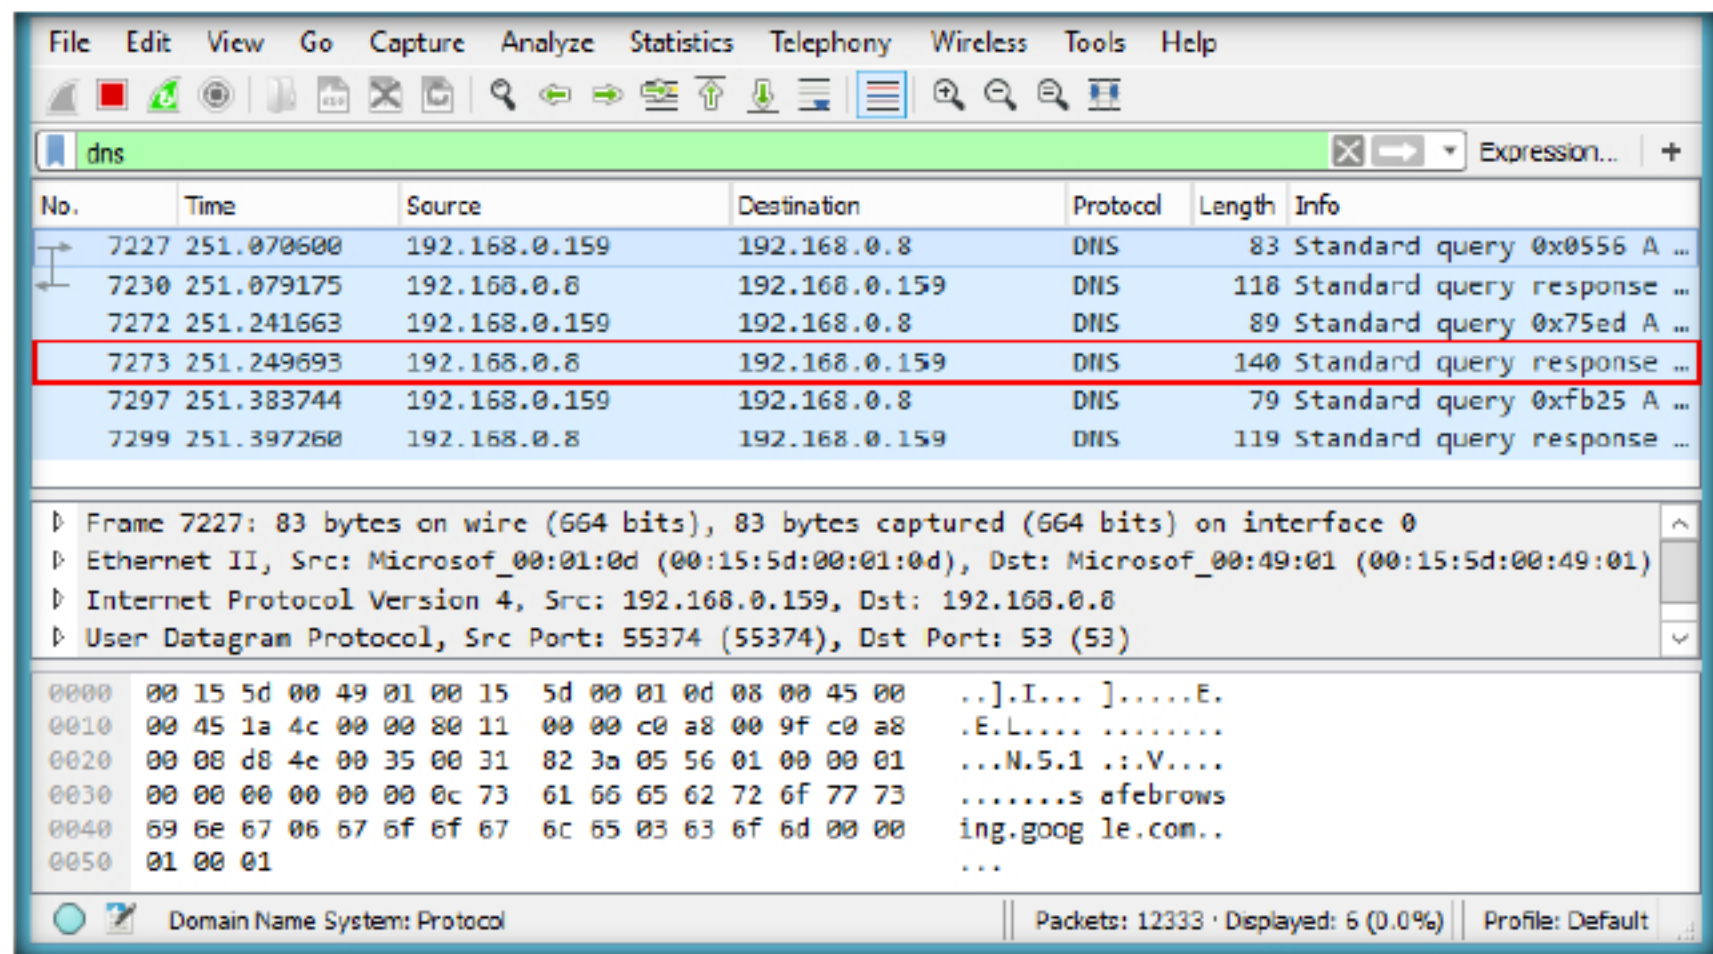 File Edit View Go Capture Analyze Statistics Telephony Wireless Tools Help
dns Expression... +
No. Time Source Destination Protocol Length Info
7227 251.070600 192.168.0.159 192.168.0.8 DNS 83 Standard query 0x0556 A …
7230 251.079175 192.168.0.8 192.168.0.159 DNS 118 Standard query response …
7272 251.241663 192.168.0.159 192.168.0.8 DNS 89 Standard query 0x75ed A …
7273 251.249693 192.168.0.8 192.168.0.159 DNS 140 Standard query response …
7297 251.383744 192.168.0.159 192.168.0.8 DNS 79 Standard query 0xfb25 A …
7299 251.397260 192.168.0.8 192.168.0.159 DNS 119 Standard query response …
Frame 7227: 83 bytes on wire (664 bits), 83 bytes captured (664 bits) on interface 0
Ethernet II, Src: Microsof_00:01:0d (00:15:5d:00:01:0d), Dst: Microsof_00:49:01 (00:15:5d:00:49:01)
Internet Protocol Version 4, Src: 192.168.0.159, Dst: 192.168.0.8
User Datagram Protocol, Src Port: 55374 (55374), Dst Port: 53 (53)
0000 00 15 5d 00 49 01 00 15 5d 00 01 0d 08 00 45 00 ..].I... ].....E.
0010 00 45 1a 4c 00 00 80 11 00 00 c0 a8 00 9f c0 a8 .E.L.... ........
0020 00 08 d8 4e 00 35 00 31 82 3a 05 56 01 00 00 01 ...N.5.1 .:.V....
0030 00 00 00 00 00 00 0c 73 61 66 65 62 72 6f 77 73 .......s afebrows
0040 69 6e 67 06 67 6f 6f 67 6c 65 03 63 6f 6d 00 00 ing.goog le.com..
0050 01 00 01 ...
Domain Name System: Protocol Packets: 12333 · Displayed: 6 (0.0%) Profile: Default